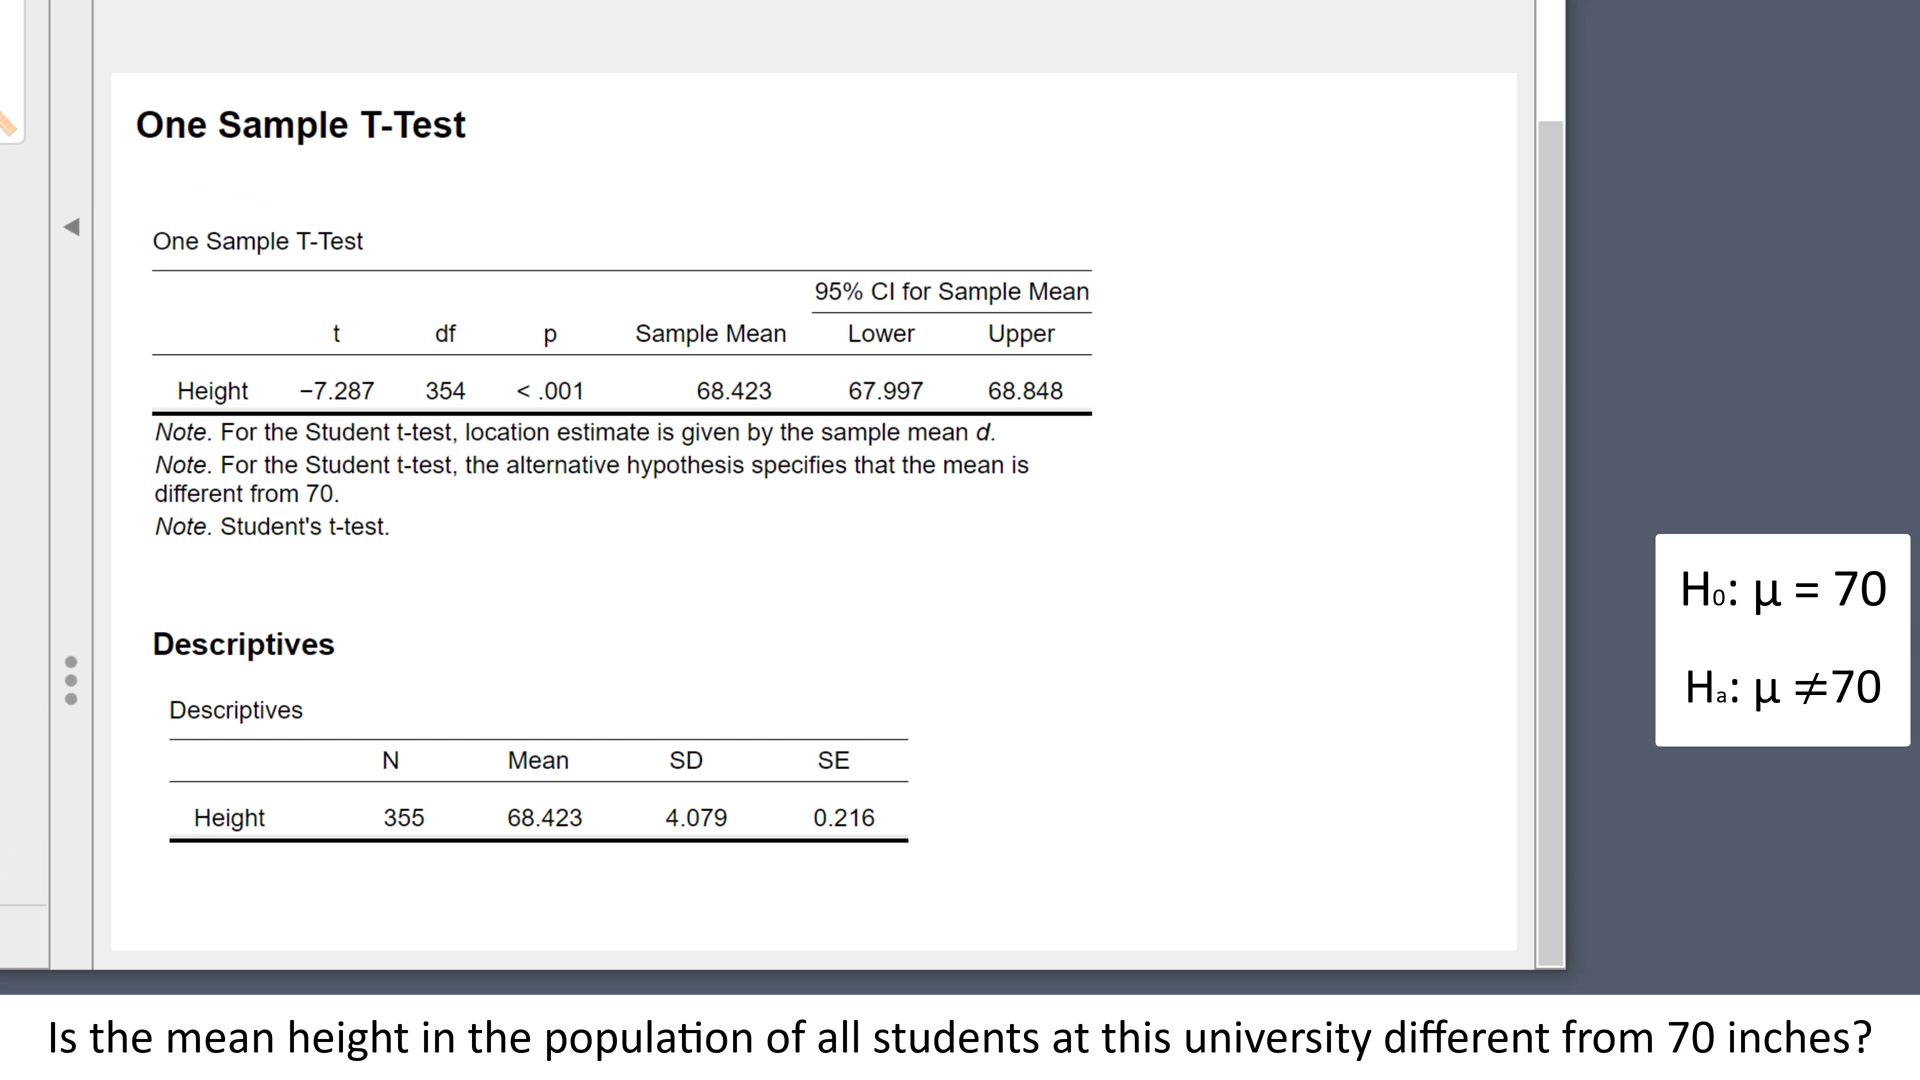 One Sample T-Test
One Sample T-Test
95% CI for Sample Mean
t df p Sample Mean Lower Upper
Height −7.287 354 < .001 68.423 67.997 68.848
Note. For the Student t-test, location estimate is given by the sample mean d.
Note. For the Student t-test, the alternative hypothesis specifies that the mean is
different from 70.
Note. Student's t-test.
H₀: μ = 70
Hₐ: μ ≠70
Descriptives
Descriptives
N Mean SD SE
Height 355 68.423 4.079 0.216
Is the mean height in the population of all students at this university different from 70 inches?